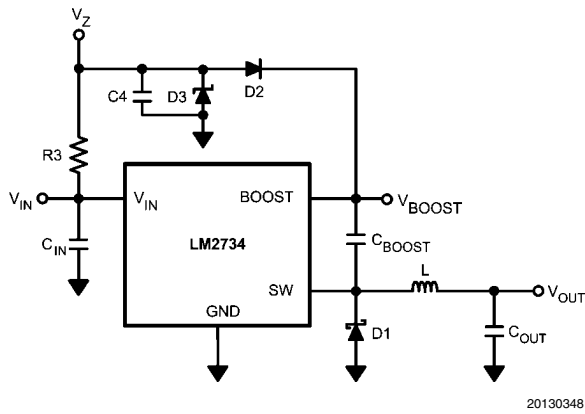 VZ
C4
D3
D2
R3
VIN
VIN
BOOST
VBOOST
CIN
LM2734
CBOOST
L
SW
VOUT
GND
D1
COUT
20130348